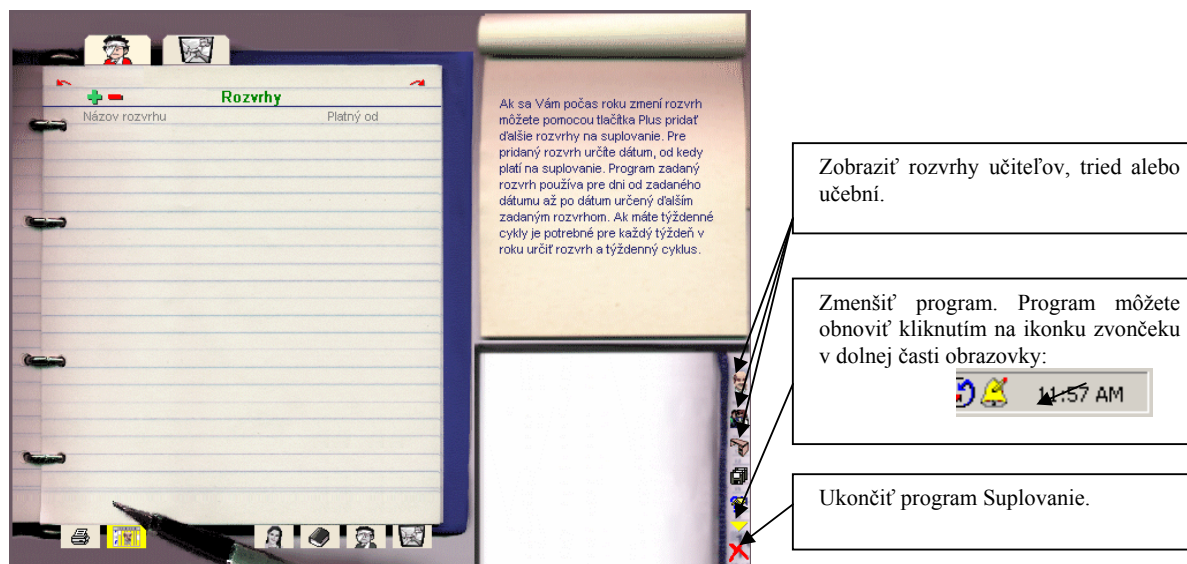 Rozvrhy
Názov rozvrhu Platný od
Ak sa Vám počas roku zmení rozvrh
môžete pomocou tlačítka Plus pridať
ďalšie rozvrhy na suplovanie. Pre
pridaný rozvrh určíte dátum, od kedy
platí na suplovanie. Program zadaný
rozvrh používa pre dni od zadaného
dátumu až po dátum určený ďalším
zadaným rozvrhom. Ak máte týždenné
cykly je potrebné pre každý týždeň v
roku určiť rozvrh a týždenný cyklus.
Zobraziť rozvrhy učiteľov, tried alebo
učební.
Zmenšiť program. Program môžete
obnoviť kliknutím na ikonku zvončeku
v dolnej časti obrazovky:
11:57 AM
Ukončiť program Suplovanie.